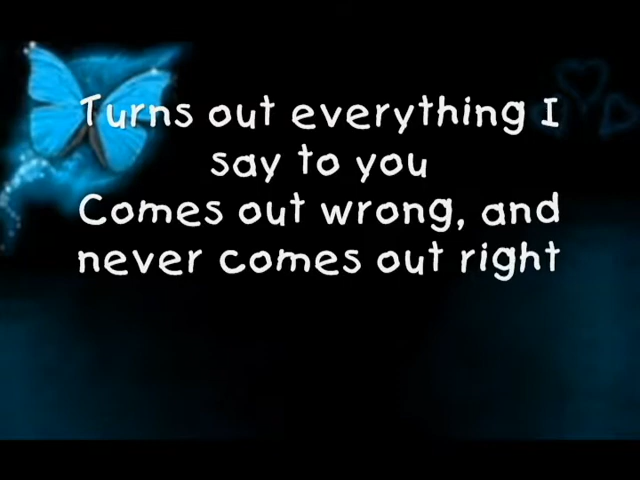 Turns out everything I
say to you
Comes out wrong, and
never comes out right